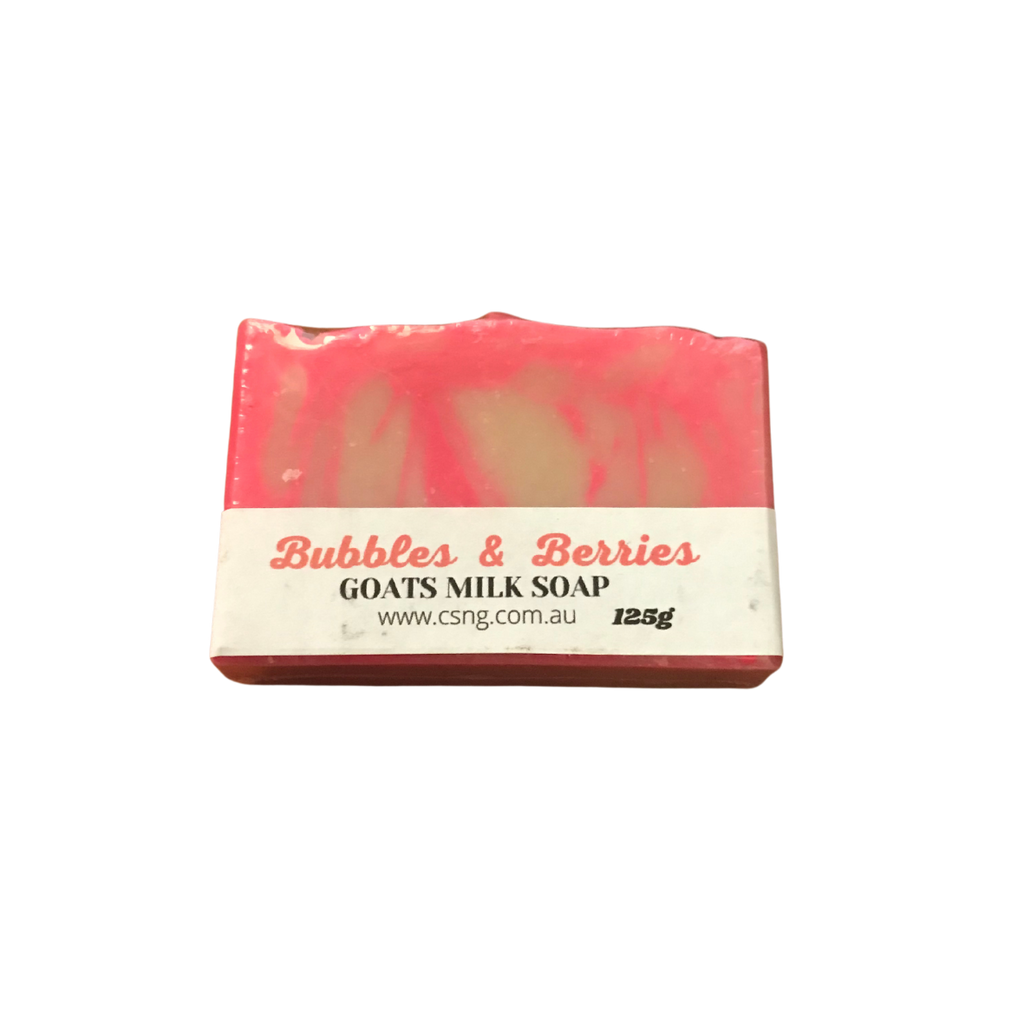 Bubbles & Berries
GOATS MILK SOAP
www.csng.com.au 125g